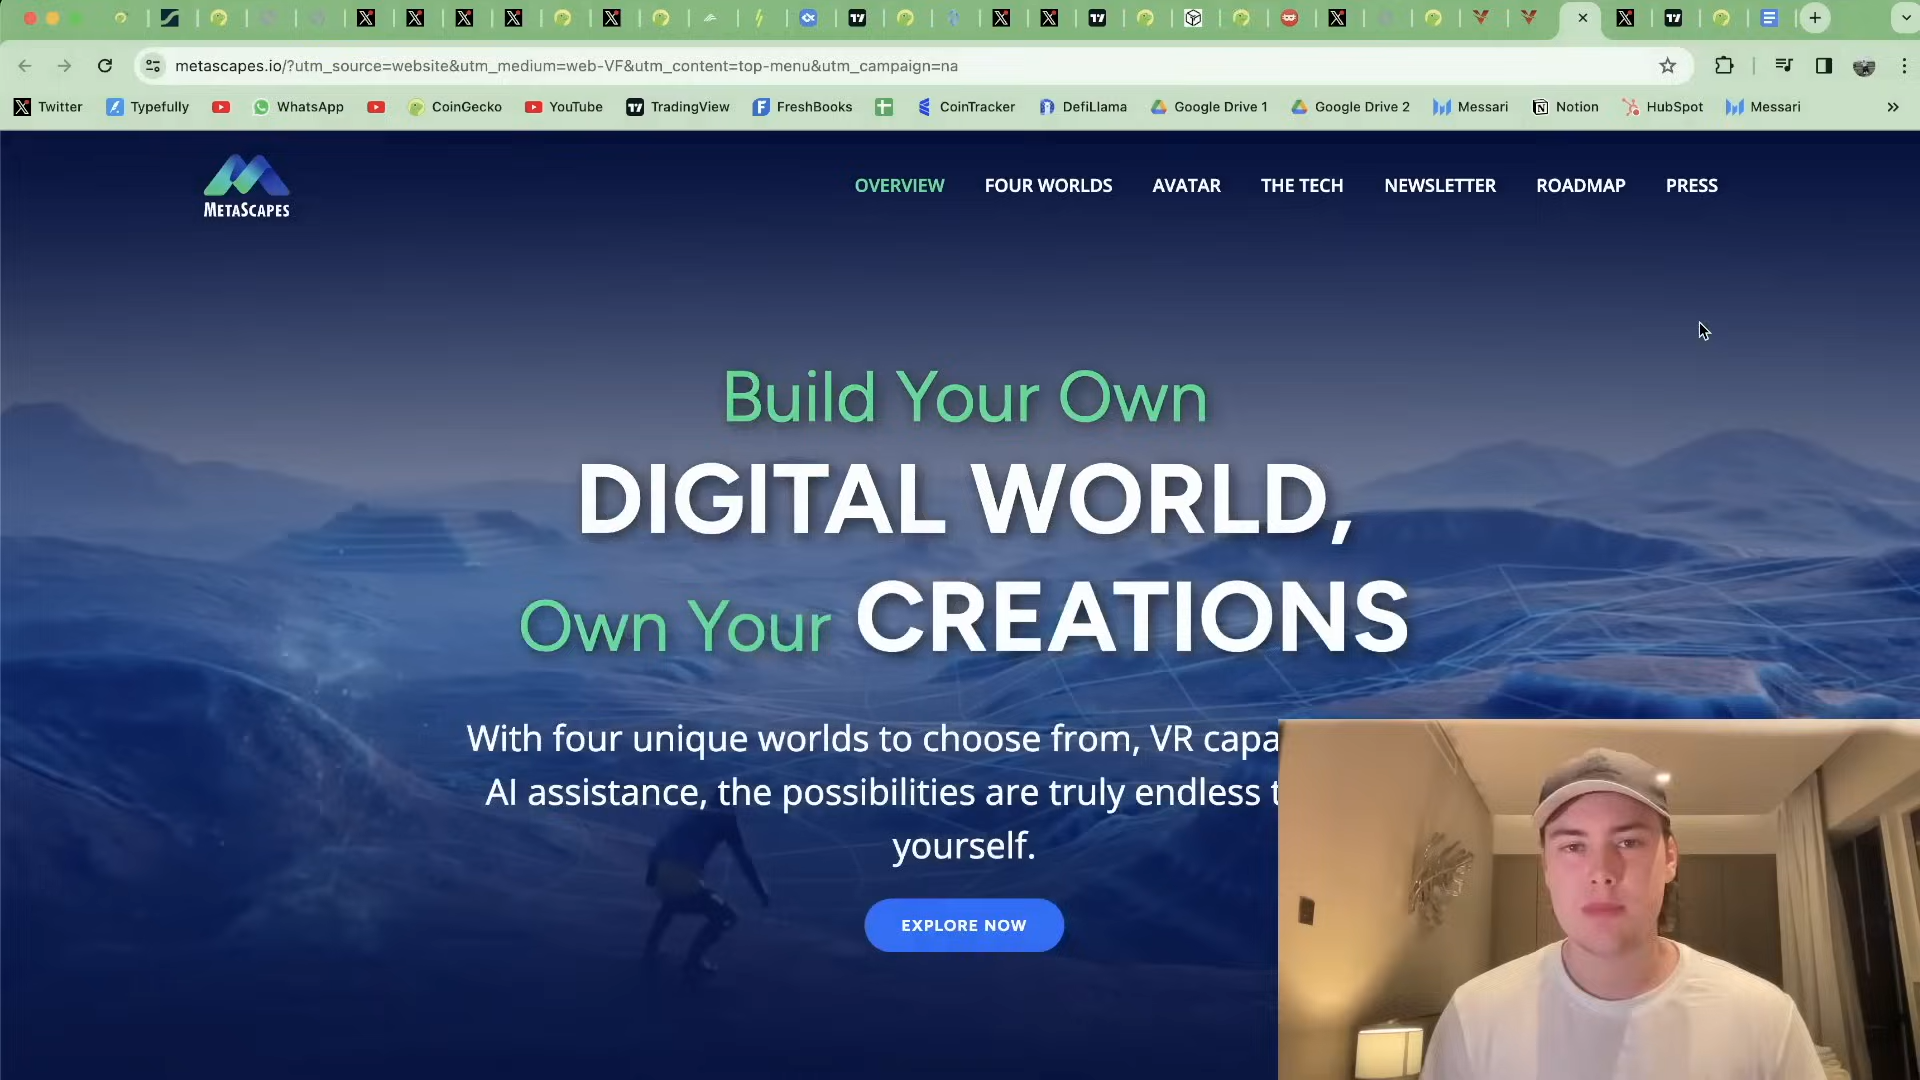 metascapes.io/?utm_source=website&utm_medium=web-VF&utm_content=top-menu&utm_campaign=na
Twitter Typefully WhatsApp CoinGecko YouTube TradingView FreshBooks CoinTracker DefiLlama Google Drive 1 Google Drive 2 Messari Notion HubSpot Messari
METASCAPES
OVERVIEW FOUR WORLDS AVATAR THE TECH NEWSLETTER ROADMAP PRESS
Build Your Own
DIGITAL WORLD,
Own Your CREATIONS
With four unique worlds to choose from, VR capa
AI assistance, the possibilities are truly endless t
yourself.
EXPLORE NOW